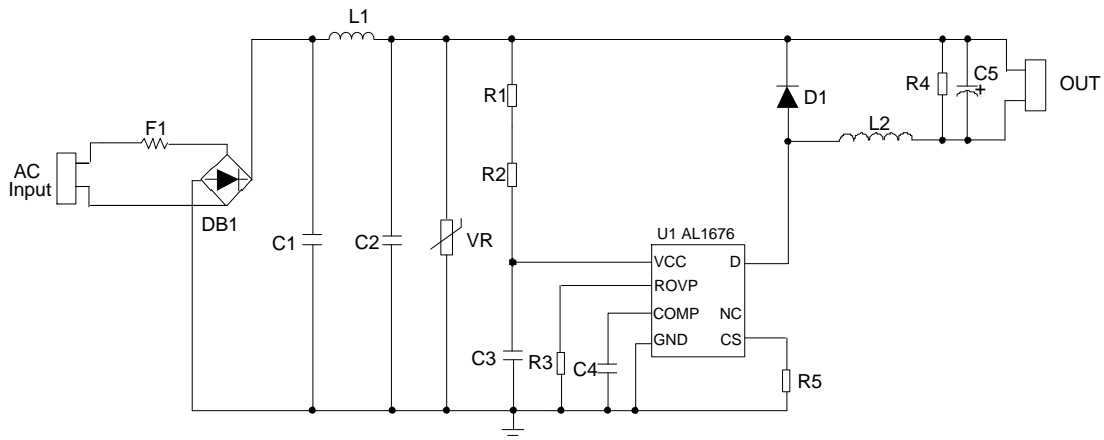 L1
R1
R4
C5
OUT
D1
F1
L2
AC
Input
R2
DB1
U1 AL1676
C1
C2
VR
VCC
D
ROVP
COMP
NC
GND
CS
C3
R3
C4
R5
+